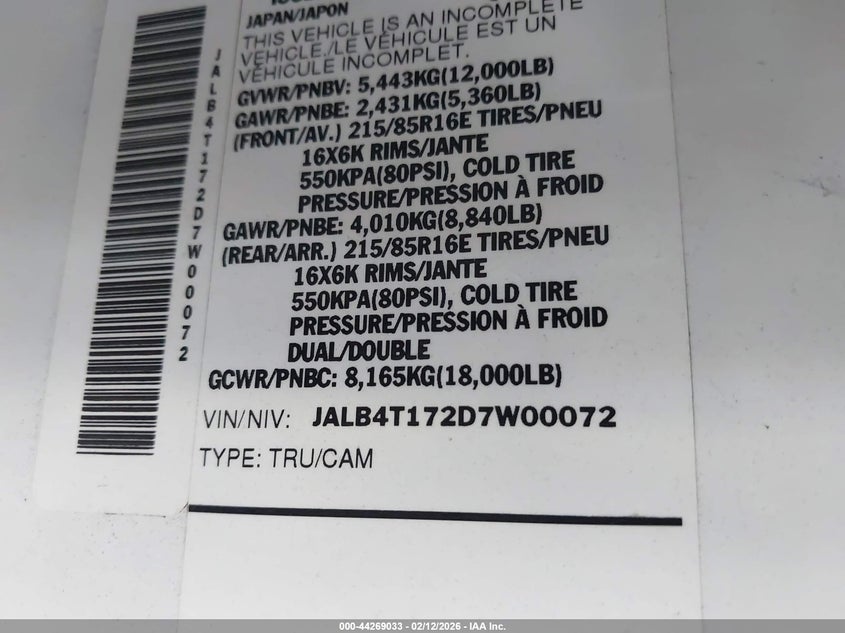 JAPAN/JAPON
THIS VEHICLE IS AN INCOMPLETE
VEHICLE./LE VÉHICULE EST UN
VÉHICULE INCOMPLET.
GVWR/PNBV: 5,443KG(12,000LB)
GAWR/PNBE: 2,431KG(5,360LB)
(FRONT/AV.) 215/85R16E TIRES/PNEU
16X6K RIMS/JANTE
550KPA(80PSI), COLD TIRE
PRESSURE/PRESSION À FROID
GAWR/PNBE: 4,010KG(8,840LB)
(REAR/ARR.) 215/85R16E TIRES/PNEU
16X6K RIMS/JANTE
550KPA(80PSI), COLD TIRE
PRESSURE/PRESSION À FROID
DUAL/DOUBLE
GCWR/PNBC: 8,165KG(18,000LB)
VIN/NIV: JALB4T172D7W00072
TYPE: TRU/CAM
JALB4T172D7W00072
000-44269033 - 02/12/2026 - IAA Inc.